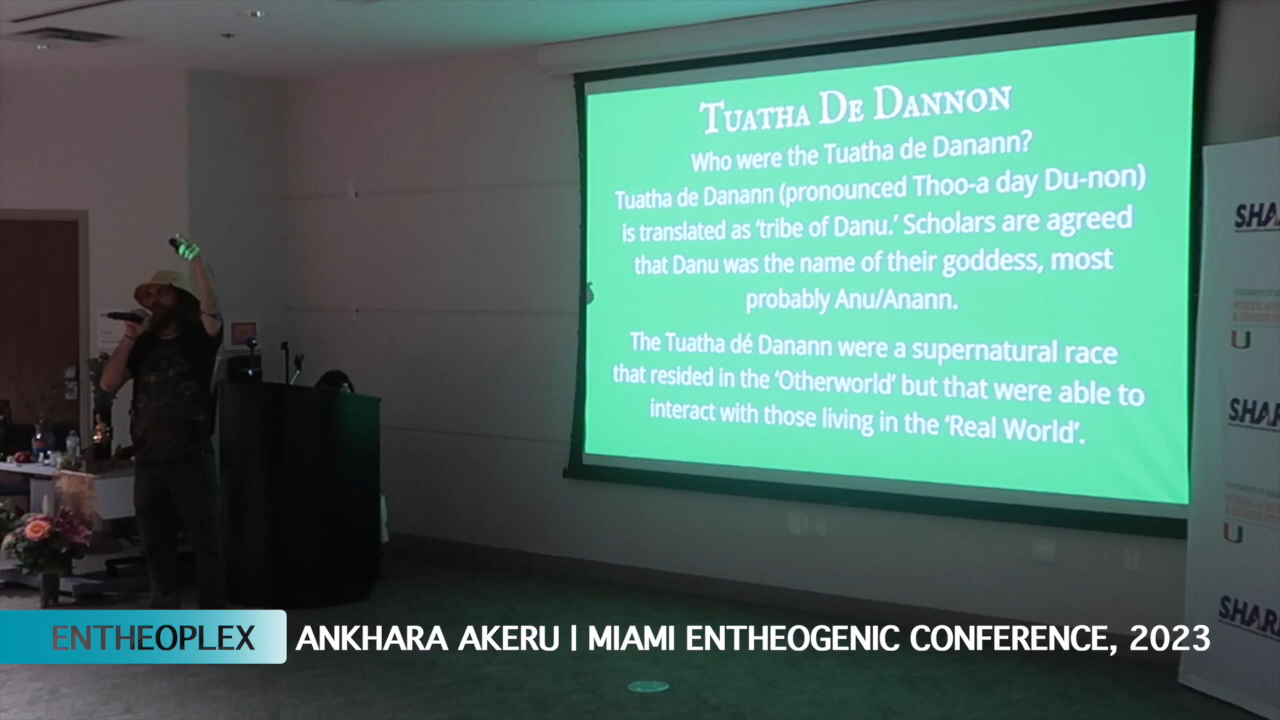 TUATHA DE DANNON
Who were the Tuatha de Danann?
Tuatha de Danann (pronounced Thoo-a day Du-non)
is translated as 'tribe of Danu.' Scholars are agreed
that Danu was the name of their goddess, most
probably Anu/Anann.
The Tuatha dé Danann were a supernatural race
that resided in the 'Otherworld' but that were able to
interact with those living in the 'Real World'.
SHA
U
SHAR
U
SHAR
ENTHEOPLEX
ANKHARA AKERU | MIAMI ENTHEOGENIC CONFERENCE, 2023